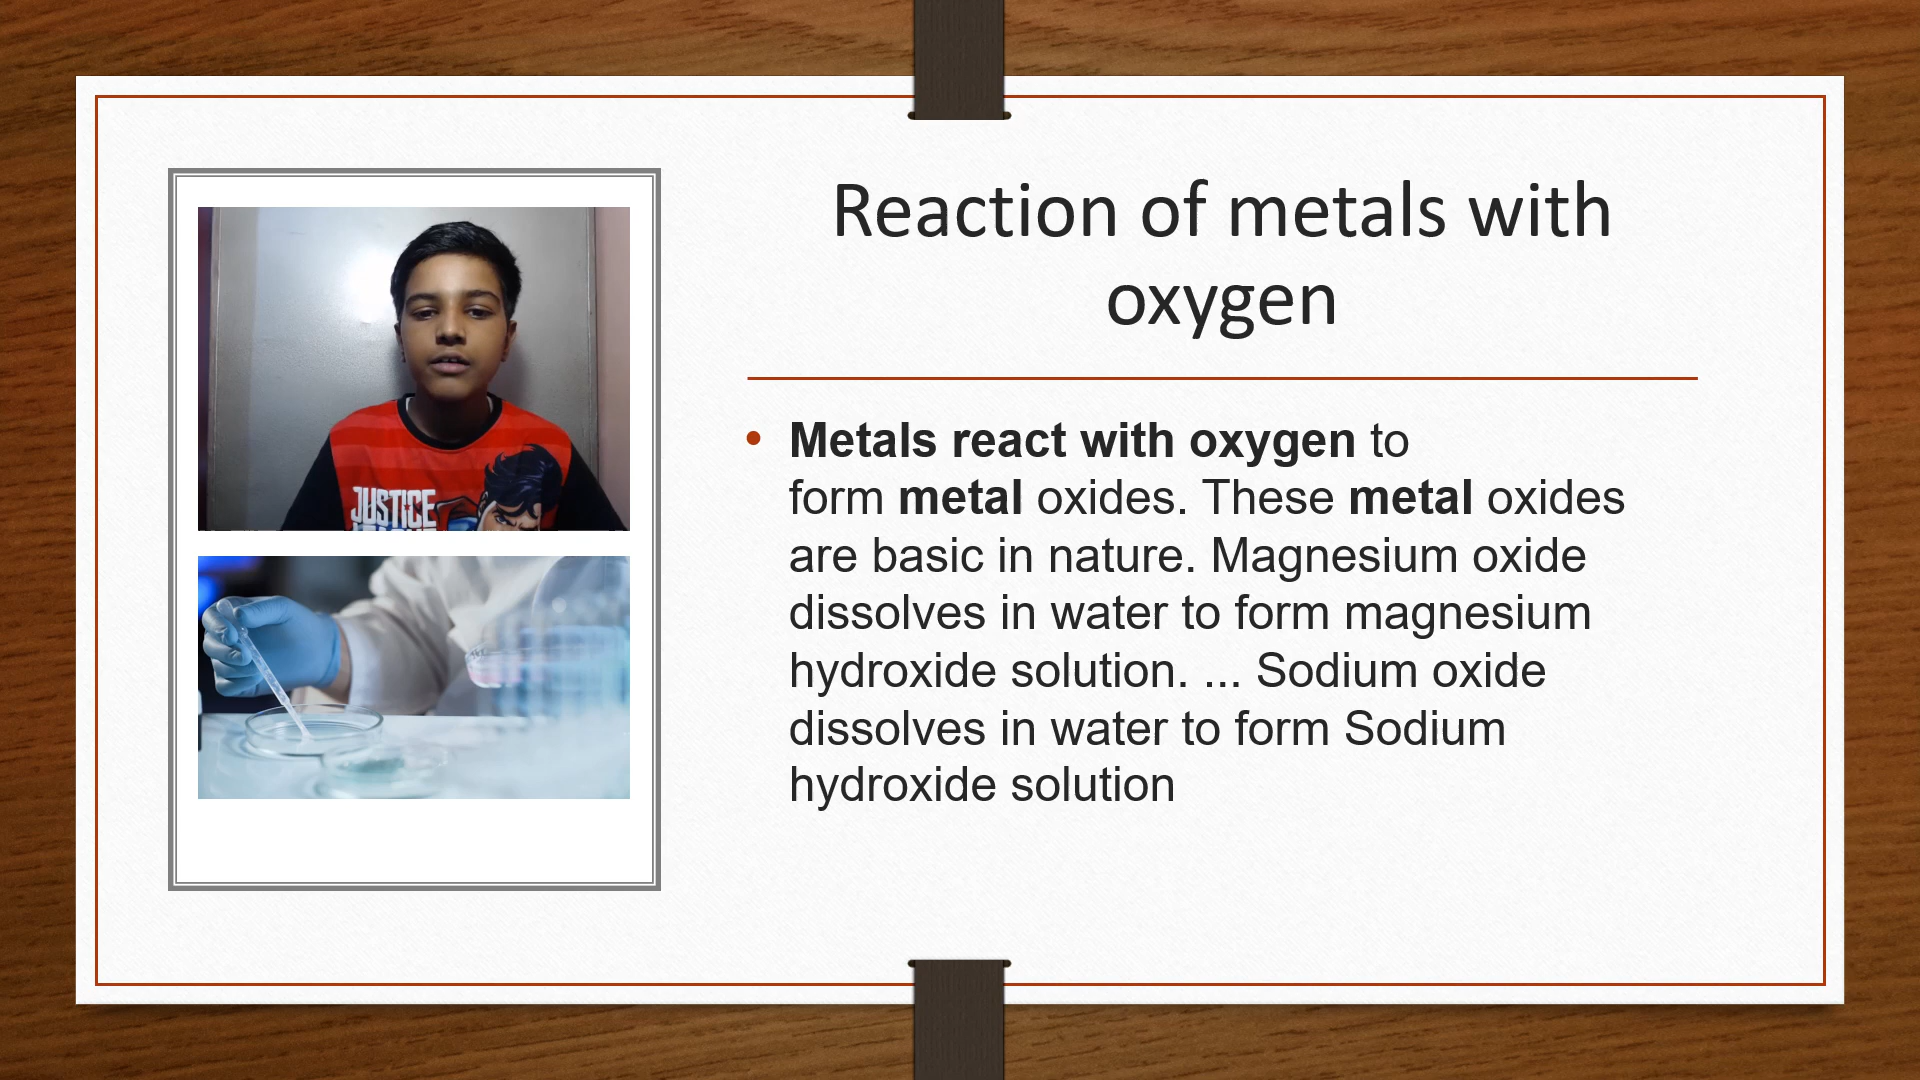 Reaction of metals with
oxygen
• Metals react with oxygen to
form metal oxides. These metal oxides
are basic in nature. Magnesium oxide
dissolves in water to form magnesium
hydroxide solution. ... Sodium oxide
dissolves in water to form Sodium
hydroxide solution
JUSTICE